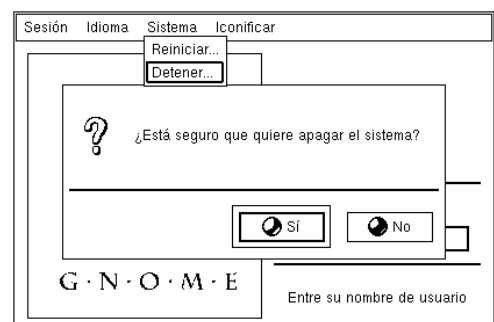 Sesión Idioma Sistema Iconificar
Reiniciar...
Detener...
¿Está seguro que quiere apagar el sistema?
Sí No
G · N · O · M · E
Entre su nombre de usuario